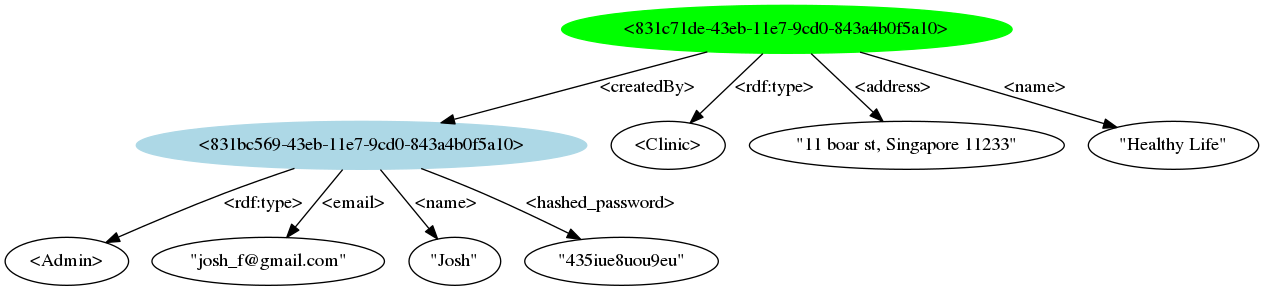 <831c71de-43eb-11e7-9cd0-843a4b0f5a10>
<createdBy>
<rdf:type>
<address>
<name>
<831bc569-43eb-11e7-9cd0-843a4b0f5a10>
<Clinic>
"11 boar st, Singapore 11233"
"Healthy Life"
<rdf:type>
<email>
<name>
<hashed_password>
<Admin>
"josh_f@gmail.com"
"Josh"
"435iue8uou9eu"